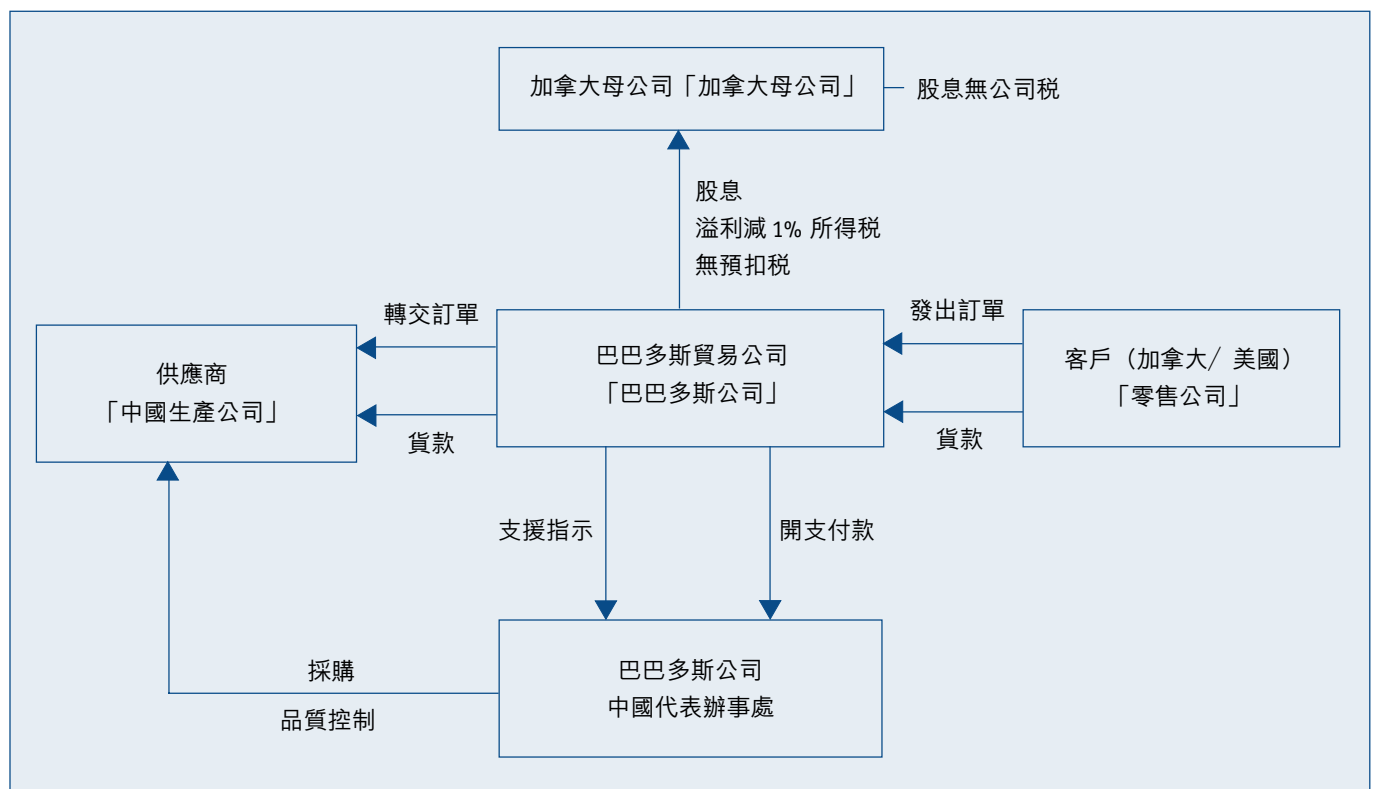 加拿大母公司「加拿大母公司」
股息無公司税
股息
溢利減 1% 所得税
無預扣税
轉交訂單
發出訂單
供應商
「中國生產公司」
巴巴多斯貿易公司
「巴巴多斯公司」
客戶（加拿大/ 美國）
「零售公司」
貨款
貨款
支援指示
開支付款
採購
品質控制
巴巴多斯公司
中國代表辦事處